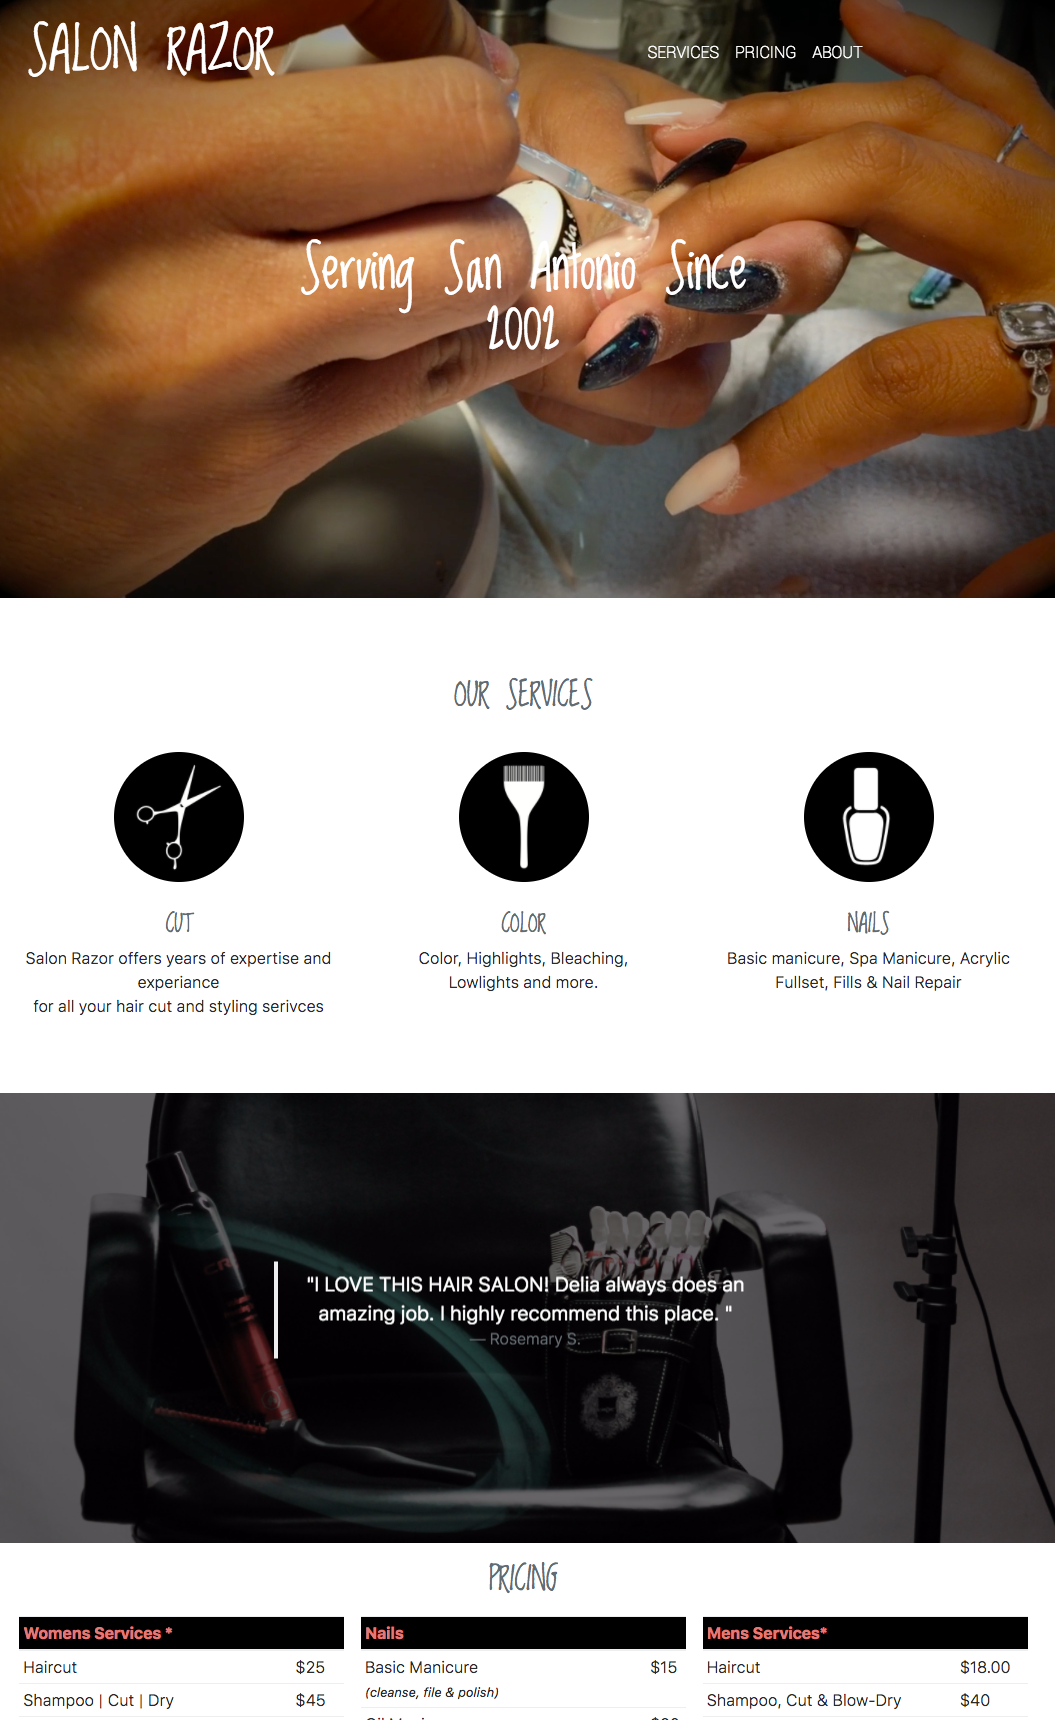 SALON RAZOR
SERVICES PRICING ABOUT
Serving San Antonio Since
2002
OUR SERVICES
CUT
Salon Razor offers years of expertise and
experiance
for all your hair cut and styling serivces
COLOR
Color, Highlights, Bleaching,
Lowlights and more.
NAILS
Basic manicure, Spa Manicure, Acrylic
Fullset, Fills & Nail Repair
"I LOVE THIS HAIR SALON! Delia always does an
amazing job. I highly recommend this place. "
— Rosemary S.
PRICING
Womens Services *
Haircut $25
Shampoo | Cut | Dry $45
Nails
Basic Manicure $15
(cleanse, file & polish)
Mens Services*
Haircut $18.00
Shampoo, Cut & Blow-Dry $40